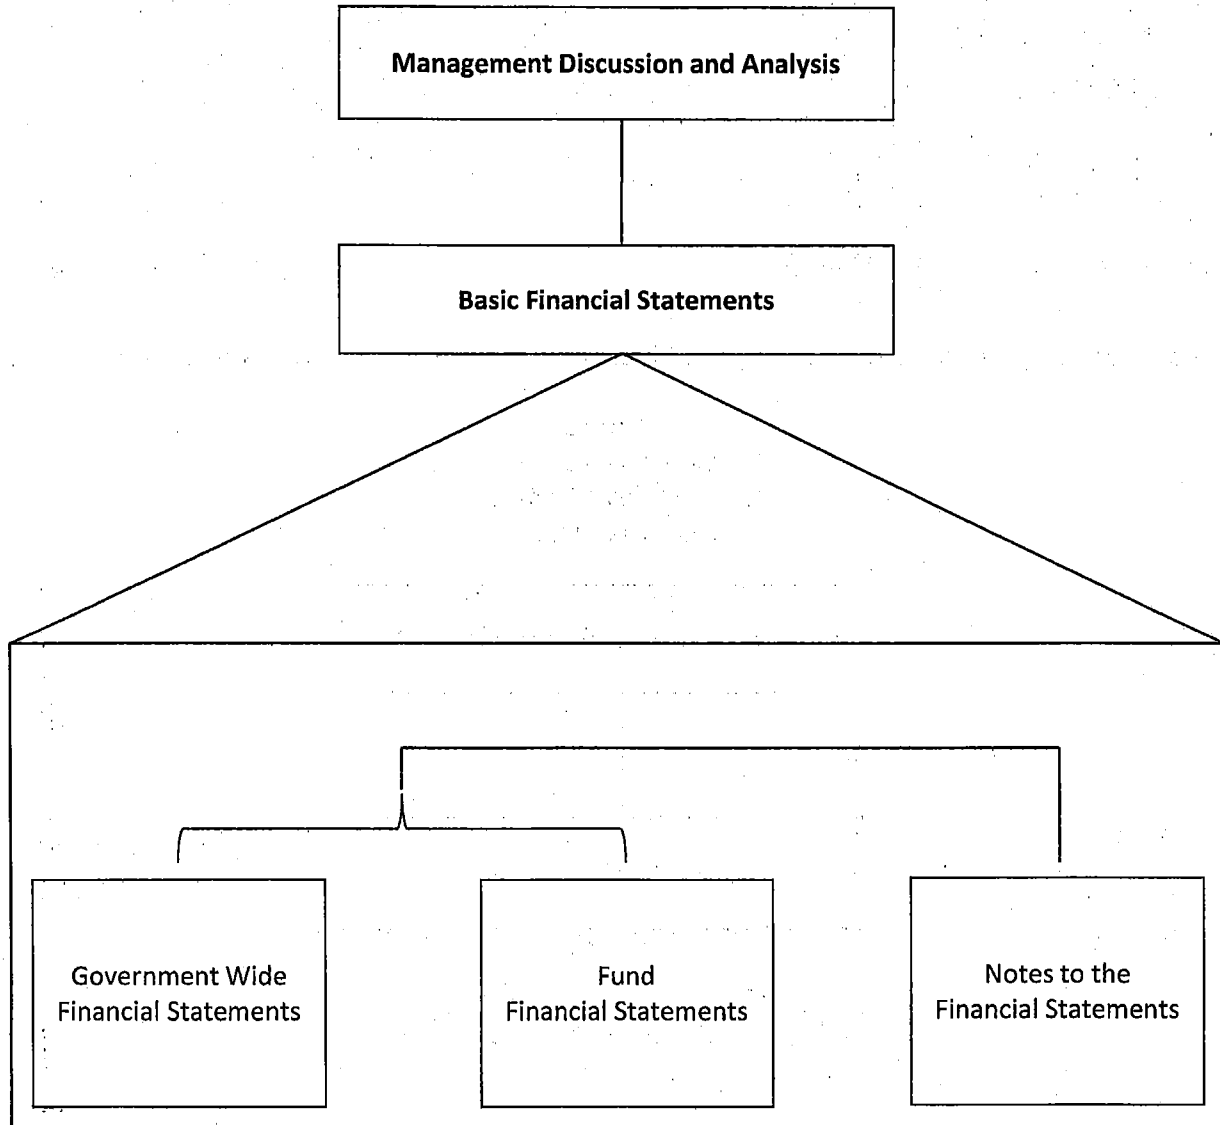 Management Discussion and Analysis
Basic Financial Statements
Government Wide
Financial Statements
Fund
Financial Statements
Notes to the
Financial Statements